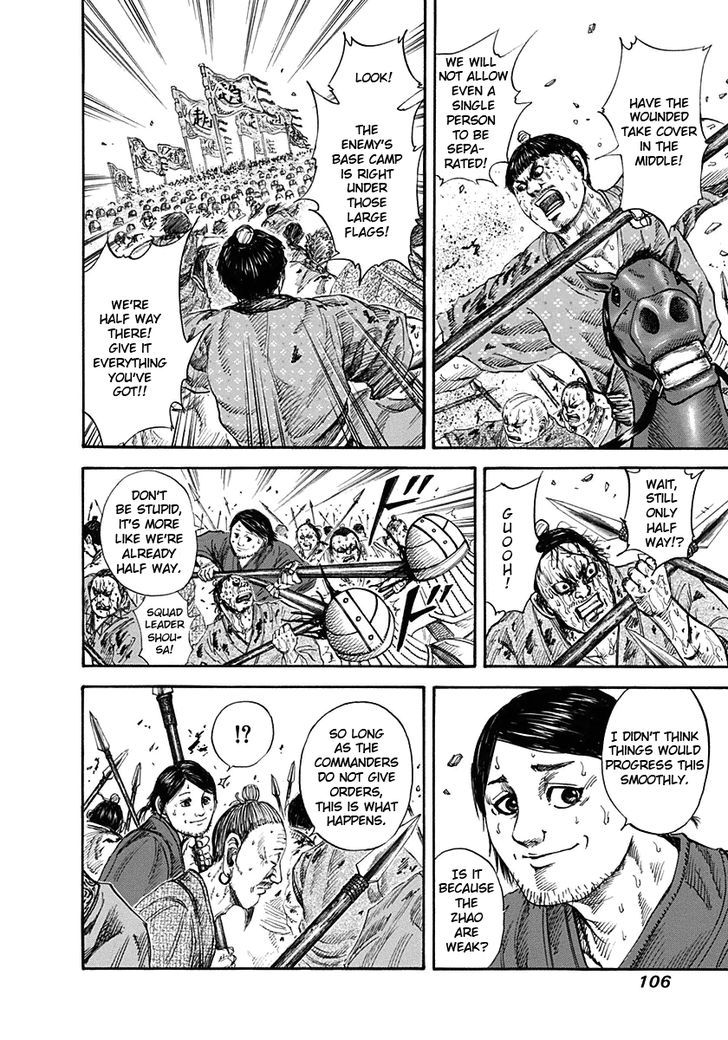 HAVE THE
WOUNDED
TAKE COVER
IN THE
MIDDLE!
WE WILL
NOT ALLOW
EVEN A
SINGLE
PERSON
TO BE
SEPA-
RATED!
LOOK!
THE
ENEMY'S
BASE CAMP
IS RIGHT
UNDER
THOSE
LARGE
FLAGS!
趙
WE'RE
HALF WAY
THERE!
GIVE IT
EVERYTHING
YOU'VE
GOT!!
WAIT,
STILL
ONLY
HALF
WAY!?
GUOOH!
ドド
DON'T
BE STUPID,
IT'S MORE
LIKE WE'RE
ALREADY
HALF WAY.
SQUAD
LEADER
SHOU-
SA!
I DIDN'T THINK
THINGS WOULD
PROGRESS THIS
SMOOTHLY.
IS IT
BECAUSE
THE
ZHAO
ARE
WEAK?
SO LONG
AS THE
COMMANDERS
DO NOT GIVE
ORDERS,
THIS IS WHAT
HAPPENS.
!?
106